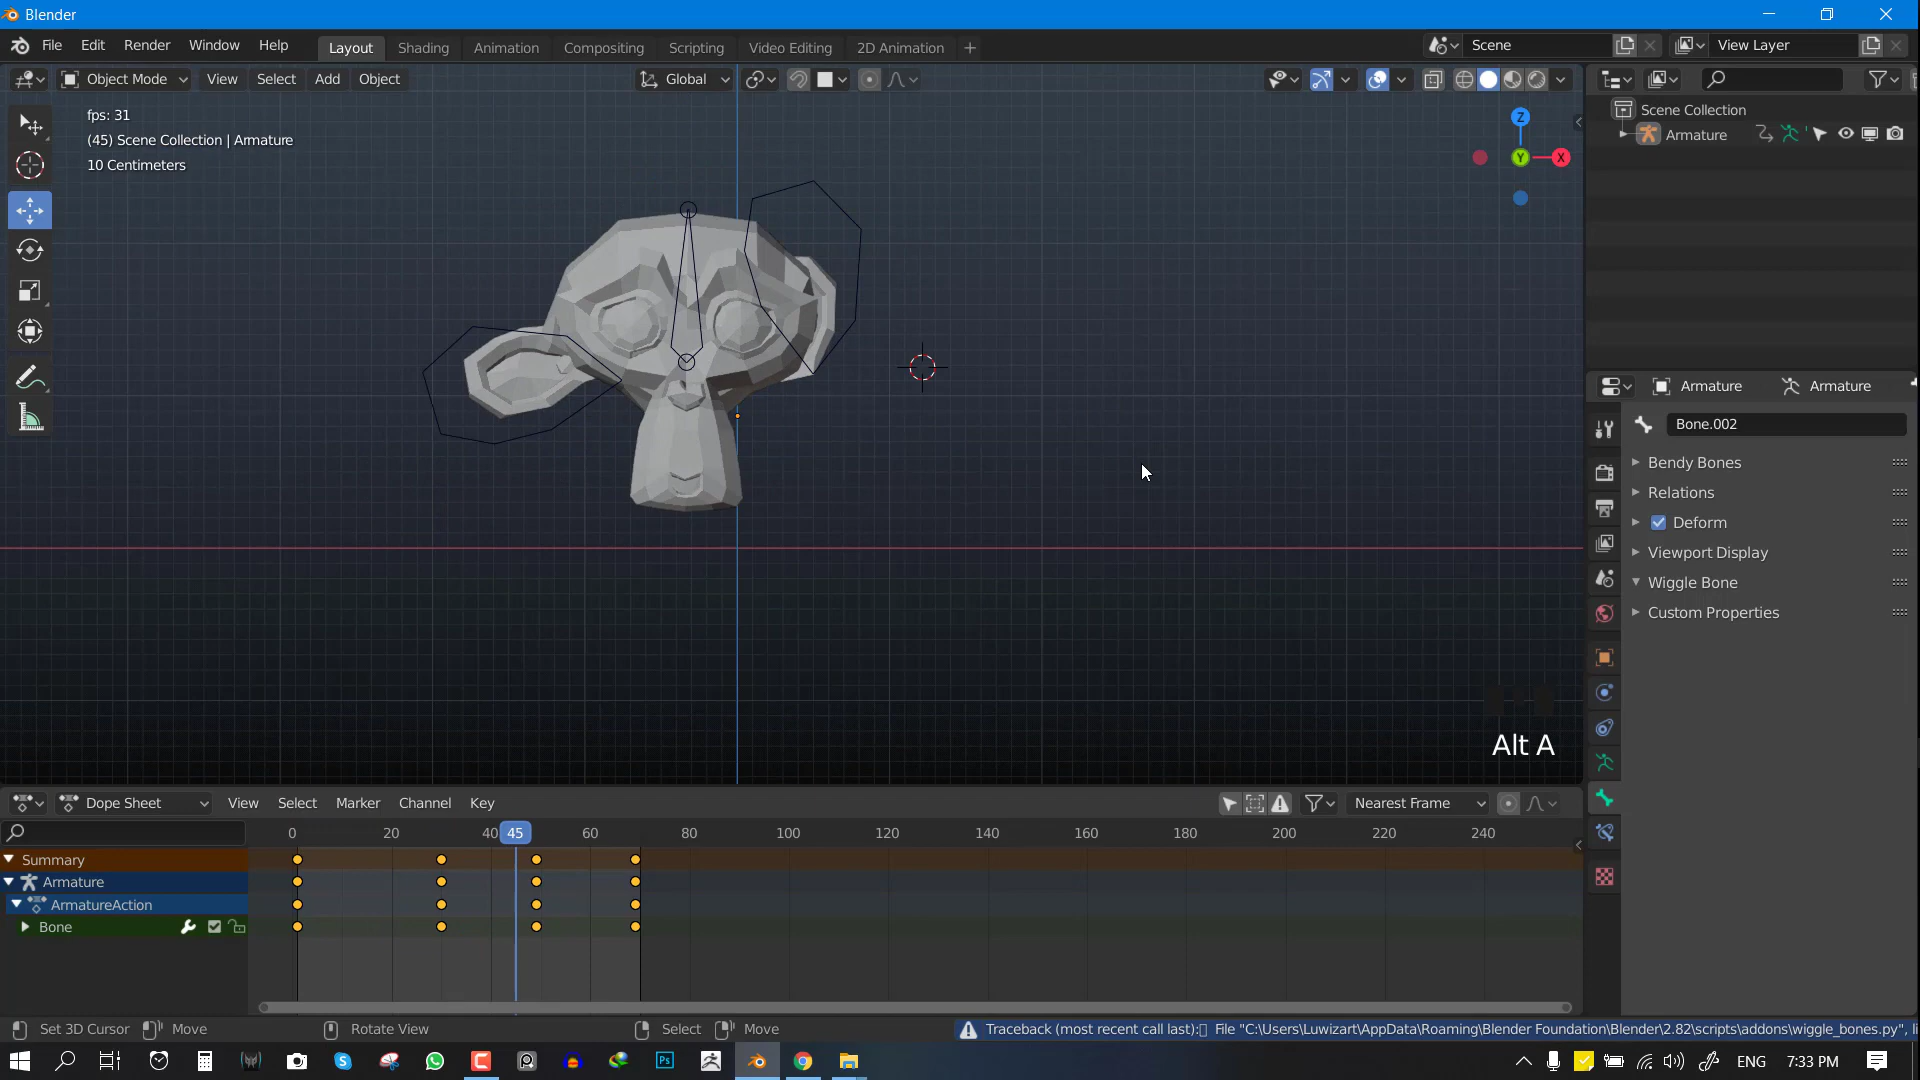 Blender
File Edit Render Window Help Layout Shading Animation Compositing Scripting Video Editing 2D Animation + Scene View Layer
Object Mode View Select Add Object Global
fps: 31
(45) Scene Collection | Armature
10 Centimeters
Z
Y
X
Scene Collection
Armature
Armature Armature
Bone.002
Bendy Bones
Relations
Deform
Viewport Display
Wiggle Bone
Custom Properties
Alt A
Dope Sheet View Select Marker Channel Key Nearest Frame
0 20 40 45 60 80 100 120 140 160 180 200 220 240
Summary
Armature
ArmatureAction
Bone
Set 3D Cursor Move Rotate View Select Move Traceback (most recent call last): File "C:\Users\Luwizart\AppData\Roaming\Blender Foundation\Blender\2.82\scripts\addons\wiggle_bones.py", li
Ps ENG 7:33 PM